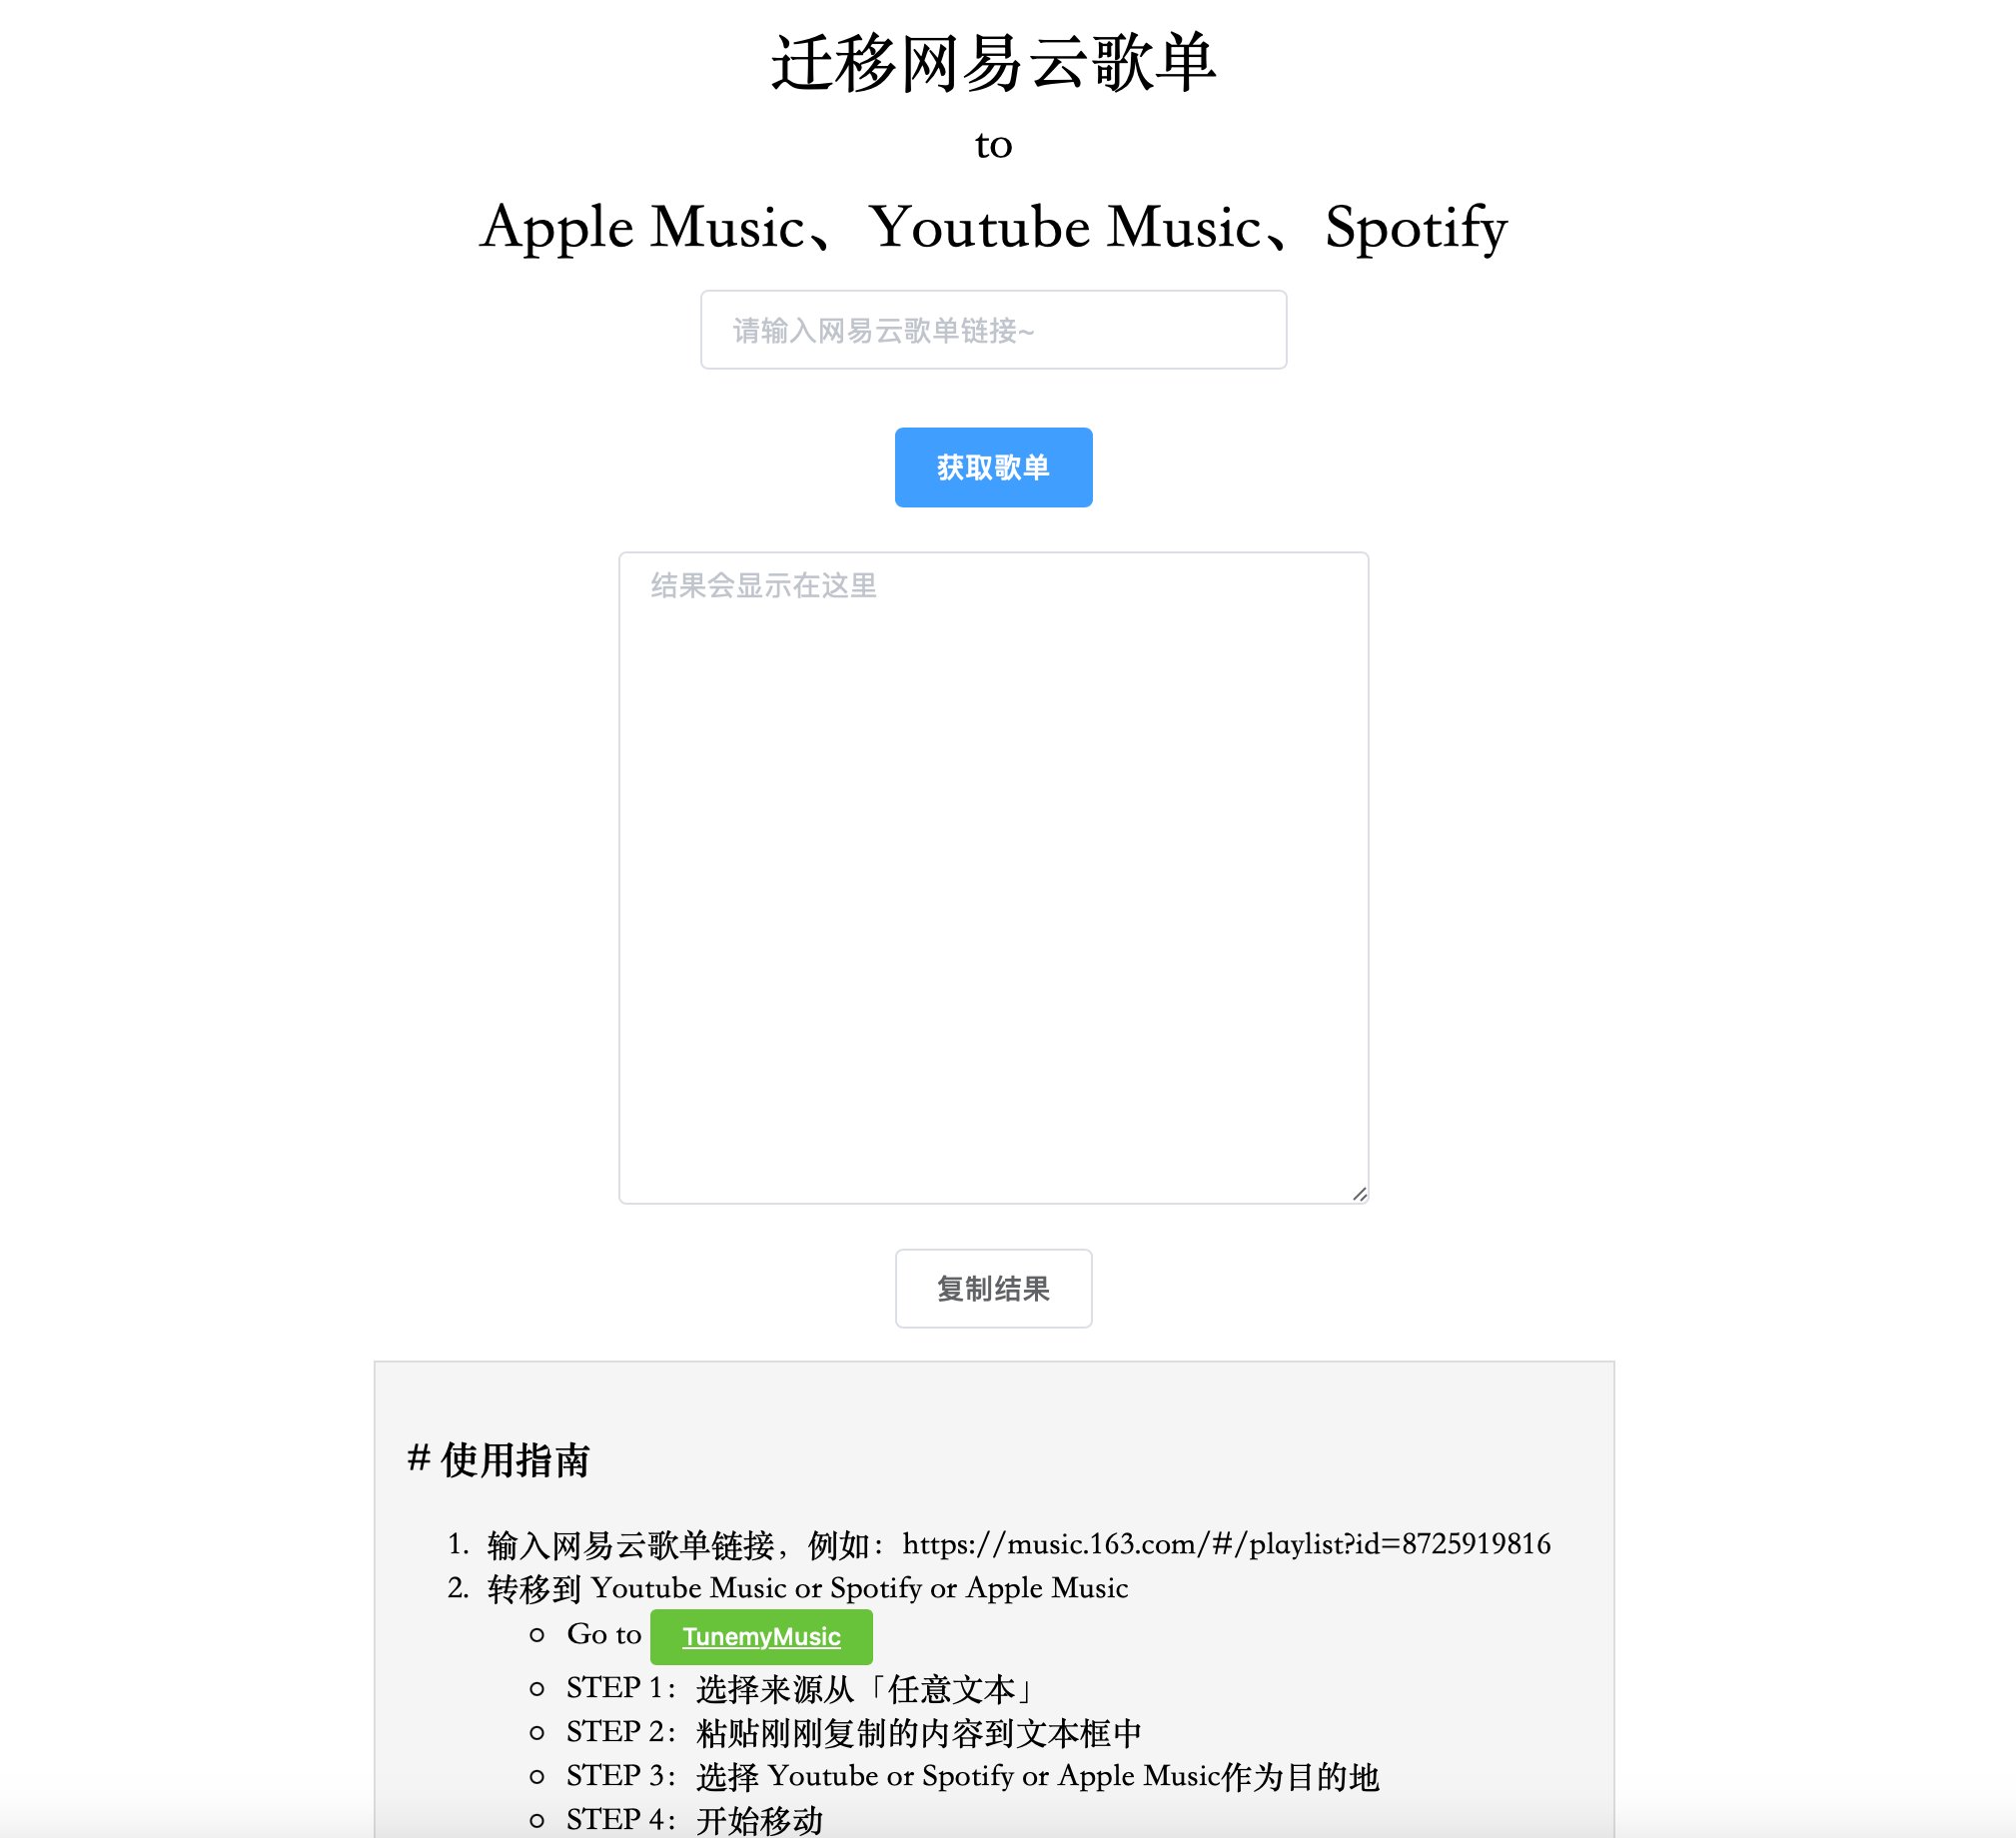 迁移网易云歌单
to
Apple Music、Youtube Music、Spotify
请输入网易云歌单链接~
获取歌单
结果会显示在这里
复制结果
# 使用指南
1. 输入网易云歌单链接，例如：https://music.163.com/#/playlist?id=8725919816
2. 转移到 Youtube Music or Spotify or Apple Music
Go to TunemyMusic
STEP 1：选择来源从「任意文本」
STEP 2：粘贴刚刚复制的内容到文本框中
STEP 3：选择 Youtube or Spotify or Apple Music作为目的地
STEP 4：开始移动